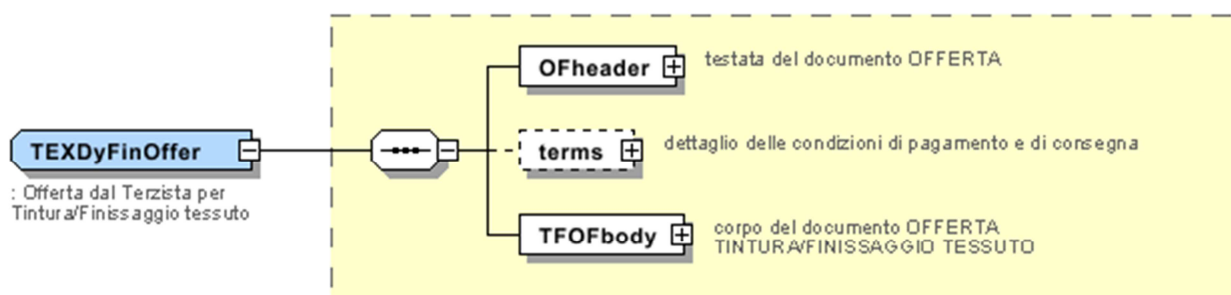 OFheader
testata del documento OFFERTA
TEXDyFinOffer
terms
dettaglio delle condizioni di pagamento e di consegna
: Offerta dal Terzista per
Tintura/Finissaggio tessuto
TFOFbody
corpo del documento OFFERTA
TINTURA/FINISSAGGIO TESSUTO